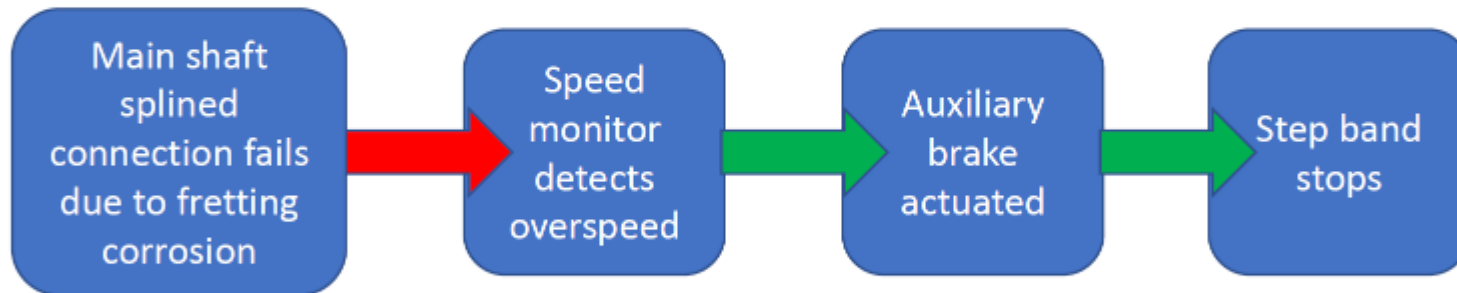 Main shaft
splined
connection fails
due to fretting
corrosion
Speed
monitor
detects
overspeed
Auxiliary
brake
actuated
Step band
stops